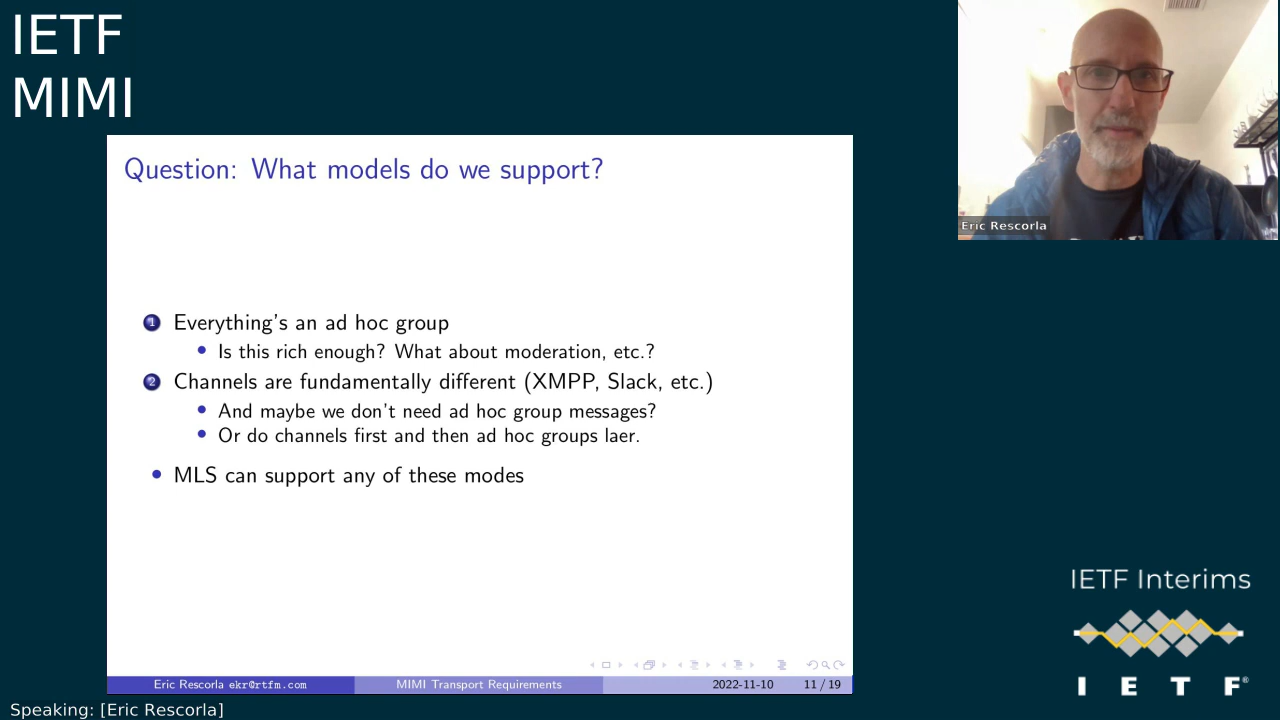 IETF
MIMI
Eric Rescorla
Question: What models do we support?
1 Everything's an ad hoc group
• Is this rich enough? What about moderation, etc.?
2 Channels are fundamentally different (XMPP, Slack, etc.)
• And maybe we don't need ad hoc group messages?
• Or do channels first and then ad hoc groups laer.
• MLS can support any of these modes
Eric Rescorla ekr@rtfm.com MIMI Transport Requirements 2022-11-10 11 / 19
IETF Interims
I E T F®
Speaking: [Eric Rescorla]